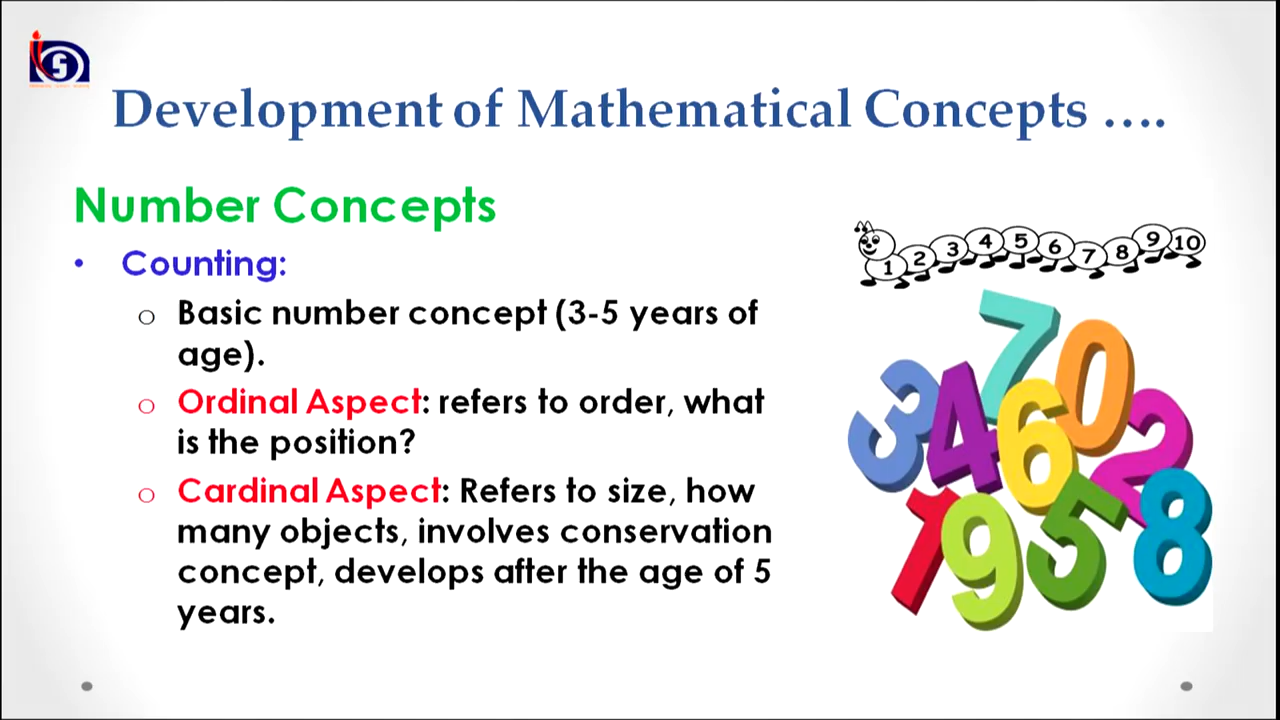 Development of Mathematical Concepts ....
Number Concepts
• Counting:
o Basic number concept (3-5 years of
age).
o Ordinal Aspect: refers to order, what
is the position?
o Cardinal Aspect: Refers to size, how
many objects, involves conservation
concept, develops after the age of 5
years.
1 2 3 4 5 6 7 8 9 10
7 0
3 4 6 2
1 9 5 8